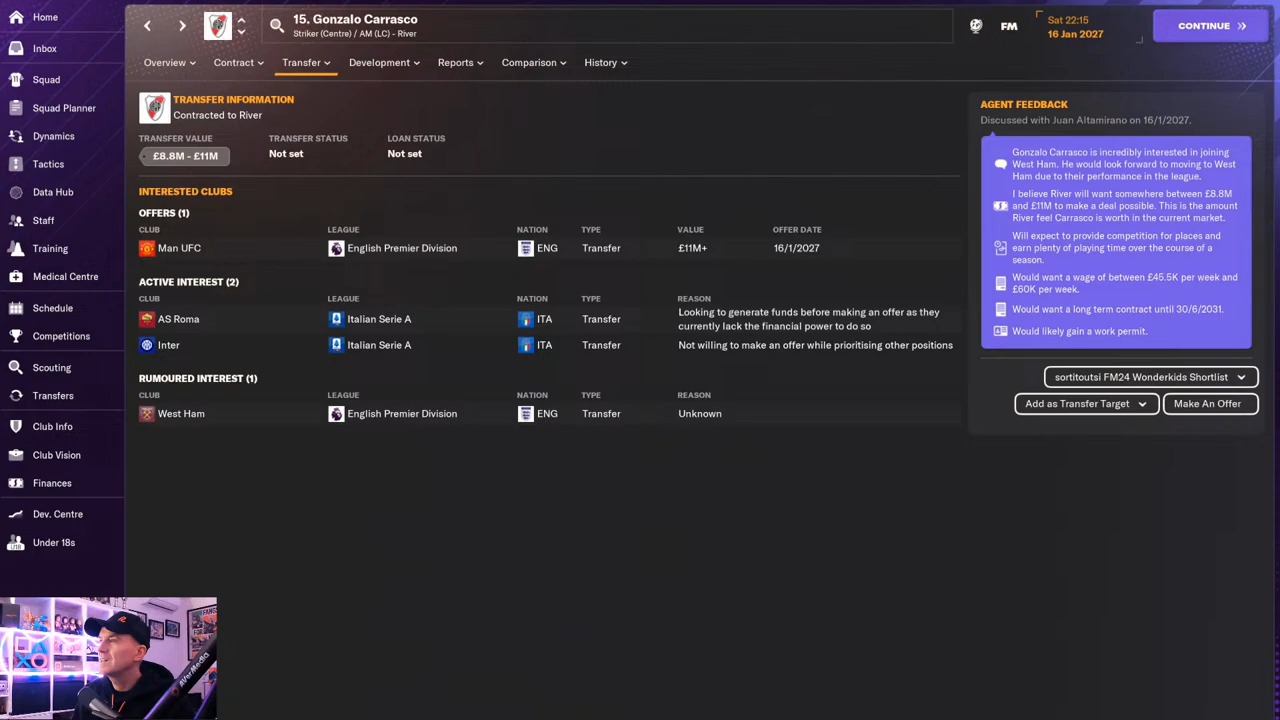 Home
Inbox
Squad
Squad Planner
Dynamics
Tactics
Data Hub
Staff
Training
Medical Centre
Schedule
Competitions
Scouting
Transfers
Club Info
Club Vision
Finances
Dev. Centre
Under 18s
15. Gonzalo Carrasco
Striker (Centre) / AM (LC) - River
FM
Sat 22:15
16 Jan 2027
CONTINUE
Overview
Contract
Transfer
Development
Reports
Comparison
History
TRANSFER INFORMATION
Contracted to River
TRANSFER VALUE TRANSFER STATUS LOAN STATUS
£8.8M - £11M Not set Not set
INTERESTED CLUBS
OFFERS (1)
CLUB LEAGUE NATION TYPE VALUE OFFER DATE
Man UFC English Premier Division ENG Transfer £11M+ 16/1/2027
ACTIVE INTEREST (2)
CLUB LEAGUE NATION TYPE REASON
AS Roma Italian Serie A ITA Transfer Looking to generate funds before making an offer as they
currently lack the financial power to do so
Inter Italian Serie A ITA Transfer Not willing to make an offer while prioritising other positions
RUMOURED INTEREST (1)
CLUB LEAGUE NATION TYPE REASON
West Ham English Premier Division ENG Transfer Unknown
AGENT FEEDBACK
Discussed with Juan Altamirano on 16/1/2027.
Gonzalo Carrasco is incredibly interested in joining
West Ham. He would look forward to moving to West
Ham due to their performance in the league.
I believe River will want somewhere between £8.8M
and £11M to make a deal possible. This is the amount
River feel Carrasco is worth in the current market.
Will expect to provide competition for places and
earn plenty of playing time over the course of a
season.
Would want a wage of between £45.5K per week and
£60K per week.
Would want a long term contract until 30/6/2031.
Would likely gain a work permit.
sortitoutsi FM24 Wonderkids Shortlist
Add as Transfer Target
Make An Offer